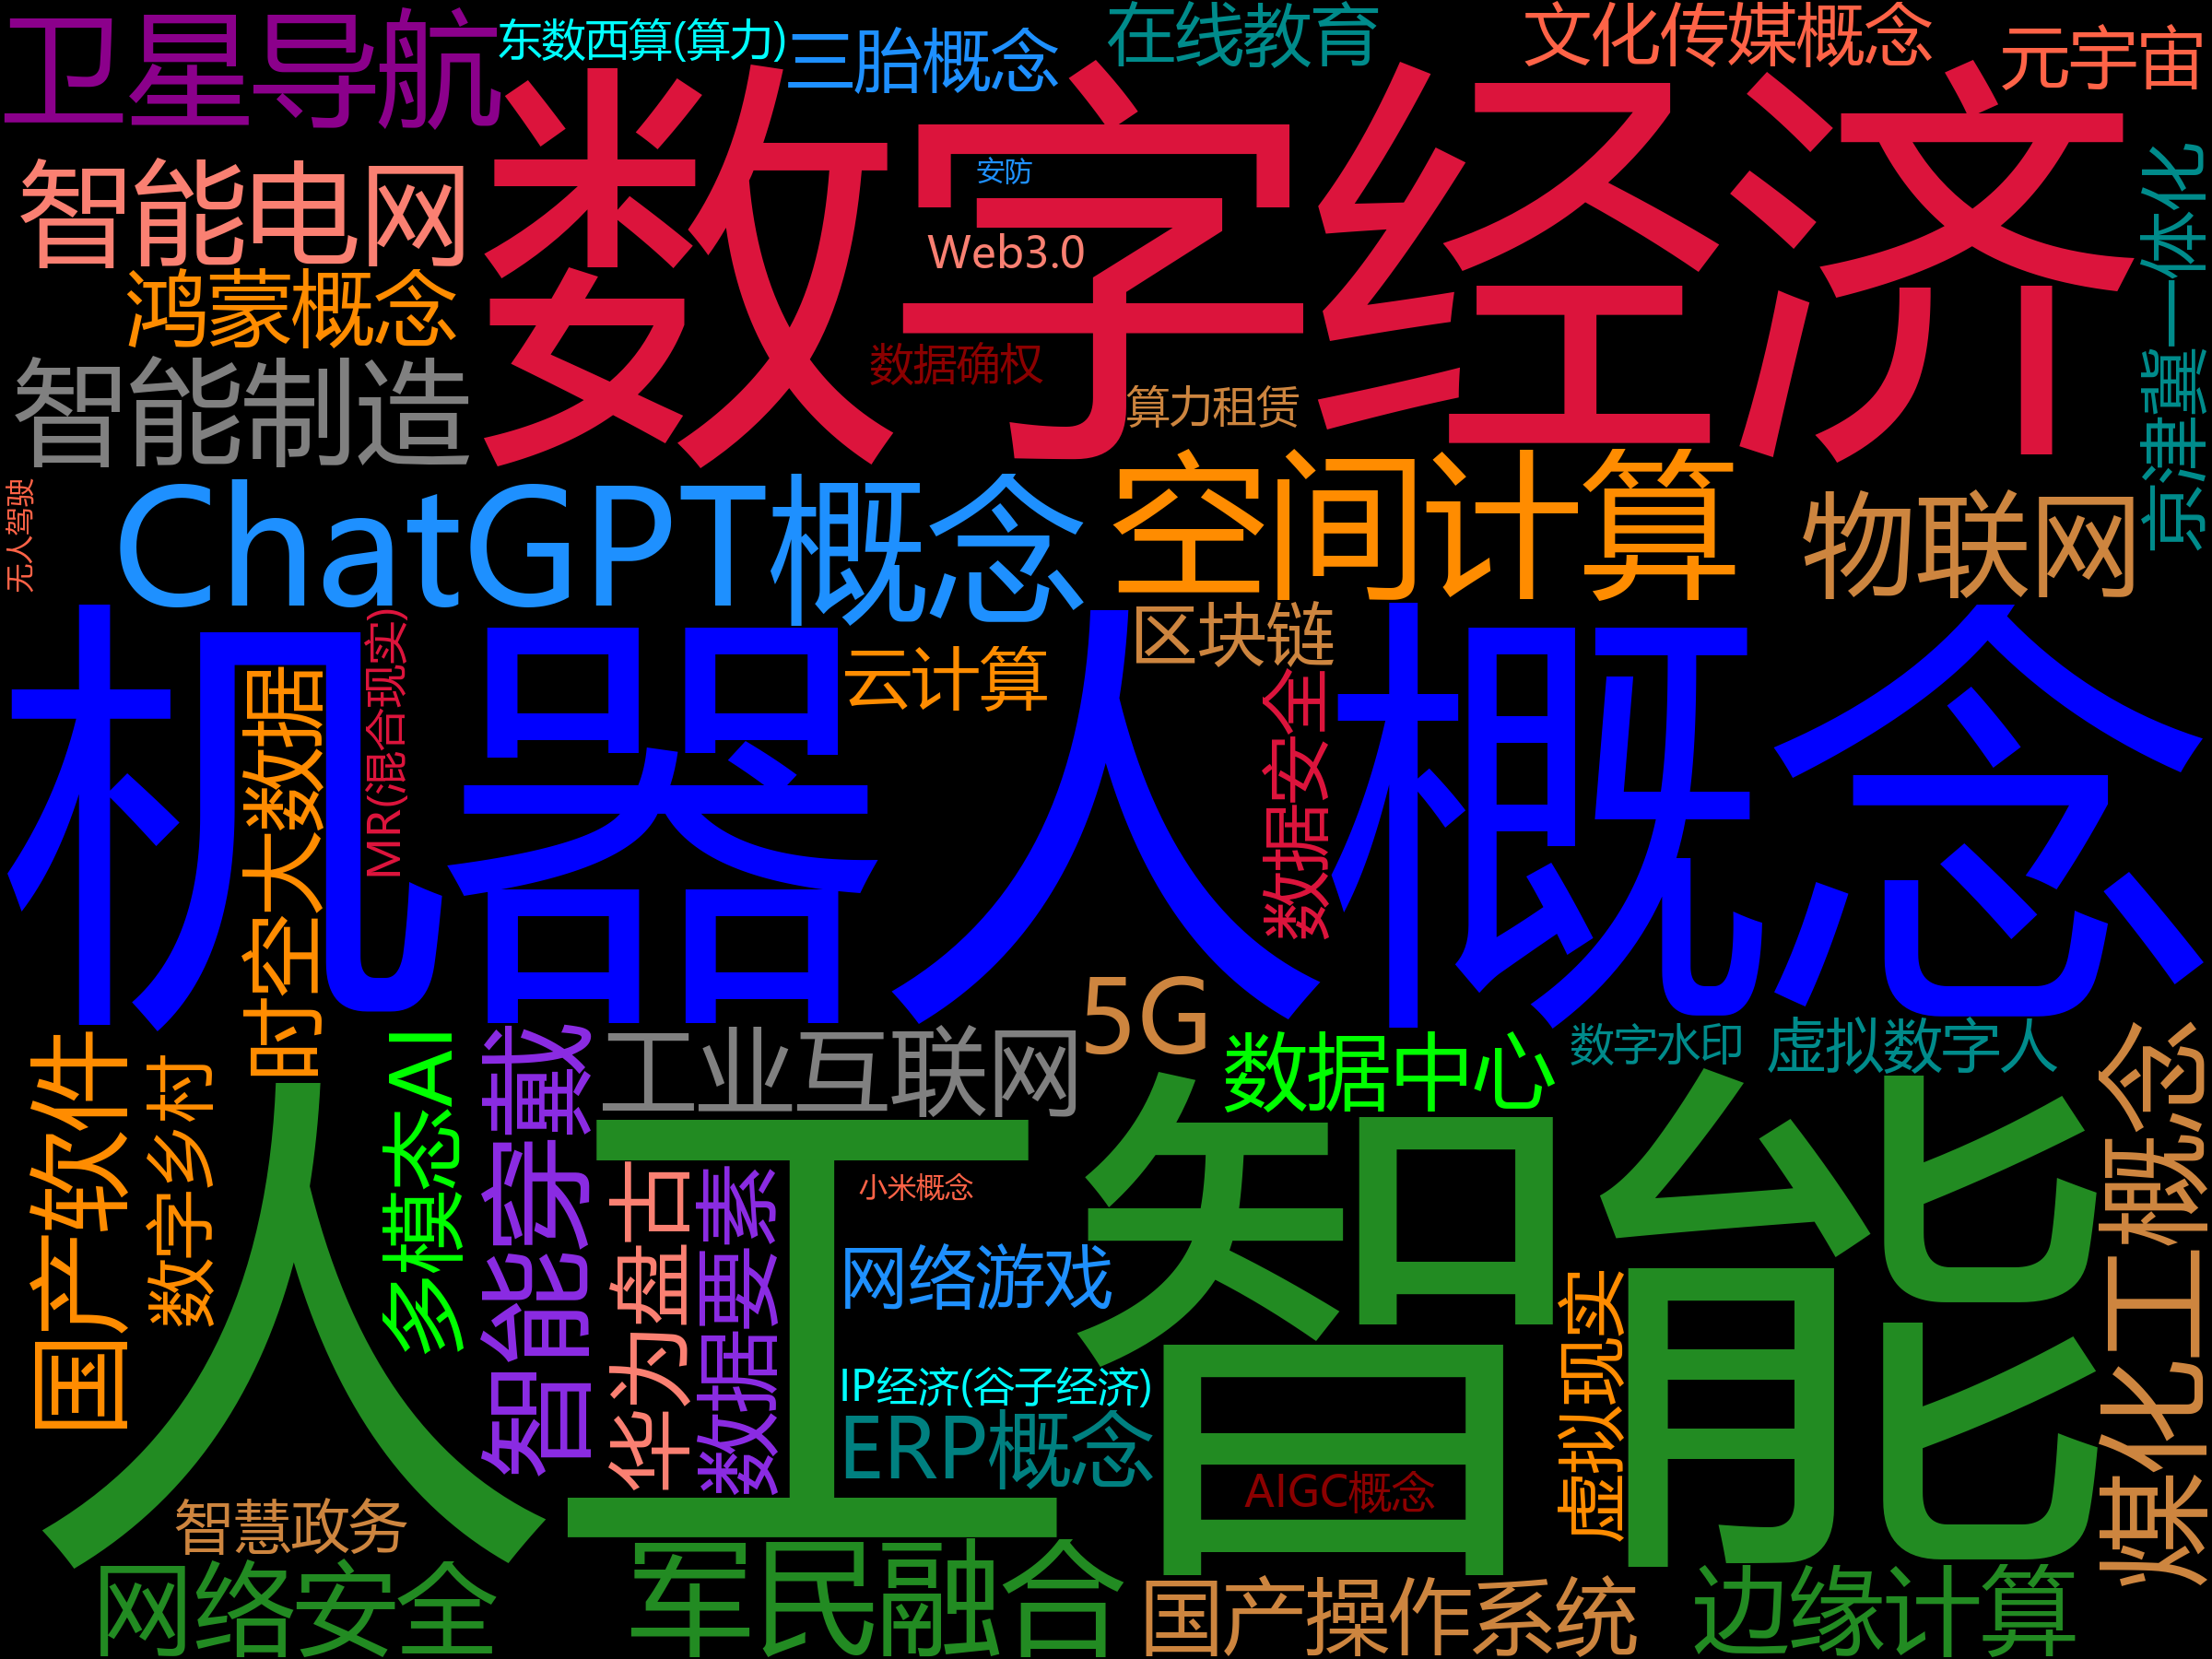 卫星导航
东数西算(算力)
三胎概念
在线教育
文化传媒概念
元宇宙
数字经济
智能电网
安防
Web3.0
京津冀一体化
鸿蒙概念
数据确权
智能制造
算力租赁
无人驾驶
ChatGPT概念
空间计算
物联网
机器人概念
MR(混合现实)
云计算
区块链
时空大数据
数据安全
5G
数据中心
数字水印
虚拟数字人
国产软件
数字乡村
多模态AI
智能穿戴
工业互联网
煤化工概念
人工智能
华为盘古
数据要素
小米概念
网络游戏
虚拟现实
IP经济(谷子经济)
ERP概念
AIGC概念
智慧政务
网络安全
军民融合
国产操作系统
边缘计算